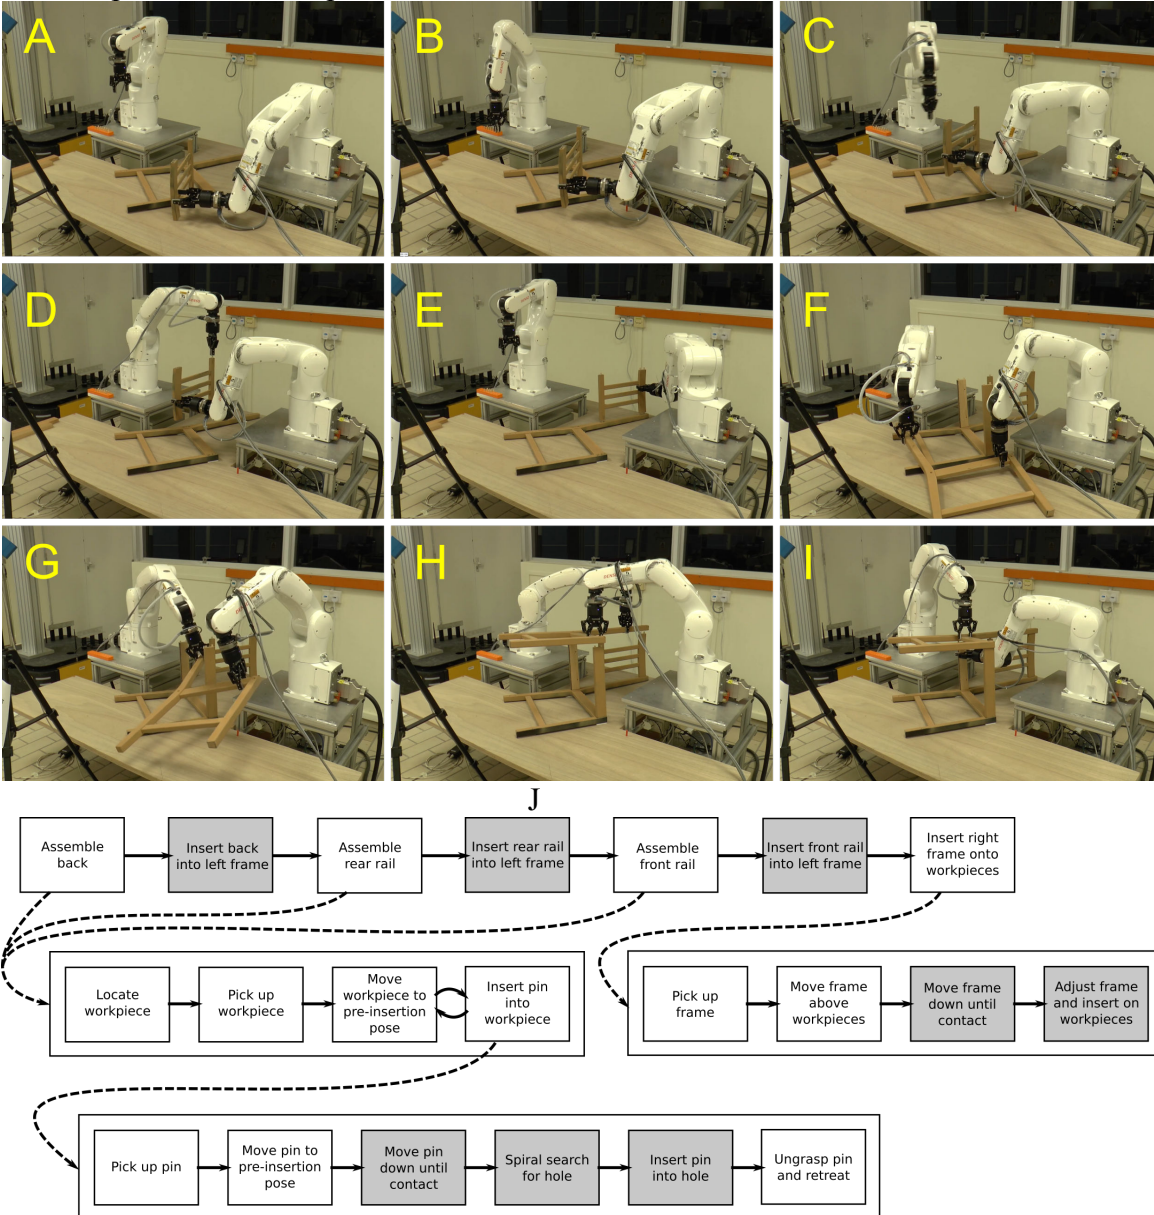 A
B
C
D
E
F
G
H
I
J
Assemble
back
Insert back
into left frame
Assemble
rear rail
Insert rear rail
into left frame
Assemble
front rail
Insert front rail
into left frame
Insert right
frame onto
workpieces
Locate
workpiece
Pick up
workpiece
Move
workpiece to
pre-insertion
pose
Insert pin
into
workpiece
Pick up
frame
Move frame
above
workpieces
Move frame
down until
contact
Adjust frame
and insert on
workpieces
Pick up pin
Move pin to
pre-insertion
pose
Move pin
down until
contact
Spiral search
for hole
Insert pin
into hole
Ungrasp pin
and retreat